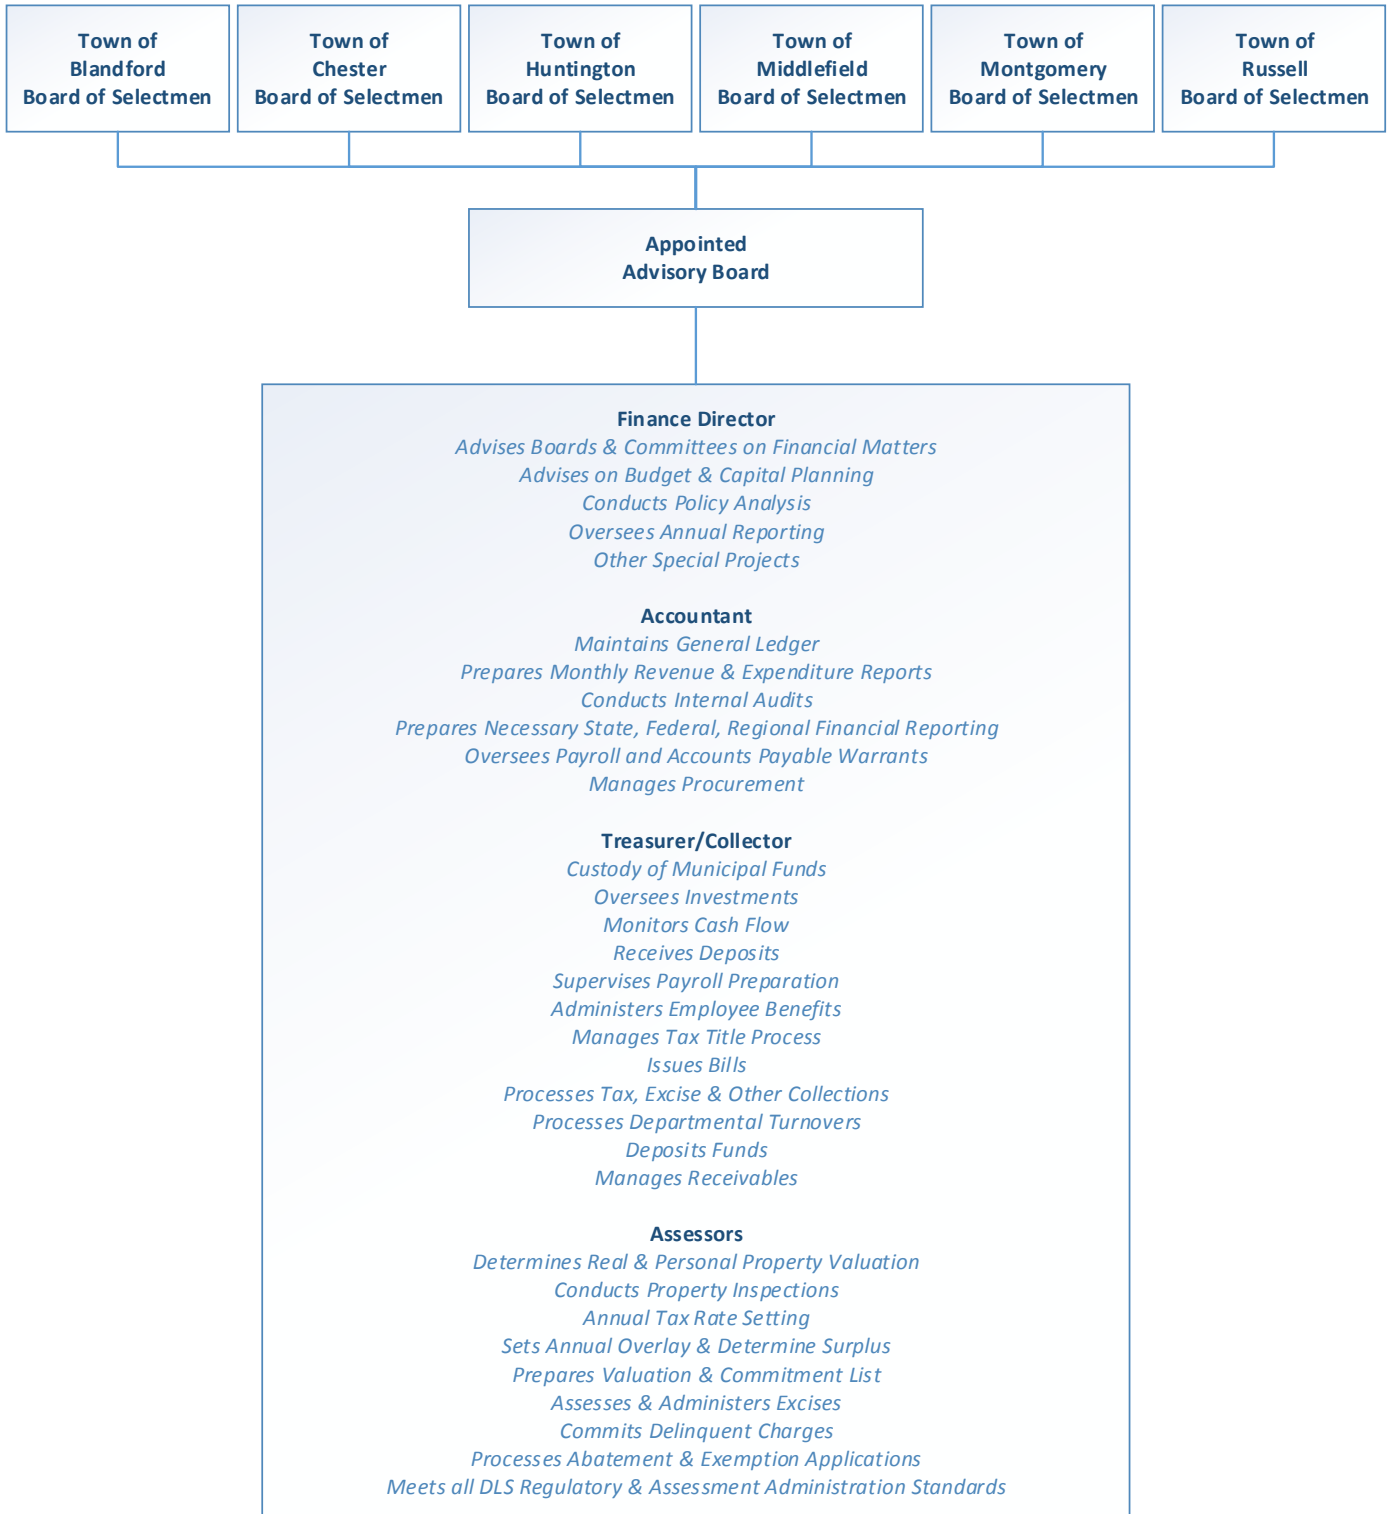 Town of
Blandford
Board of Selectmen
Town of
Chester
Board of Selectmen
Town of
Huntington
Board of Selectmen
Town of
Middlefield
Board of Selectmen
Town of
Montgomery
Board of Selectmen
Town of
Russell
Board of Selectmen
Appointed
Advisory Board
Finance Director
Advises Boards & Committees on Financial Matters
Advises on Budget & Capital Planning
Conducts Policy Analysis
Oversees Annual Reporting
Other Special Projects
Accountant
Maintains General Ledger
Prepares Monthly Revenue & Expenditure Reports
Conducts Internal Audits
Prepares Necessary State, Federal, Regional Financial Reporting
Oversees Payroll and Accounts Payable Warrants
Manages Procurement
Treasurer/Collector
Custody of Municipal Funds
Oversees Investments
Monitors Cash Flow
Receives Deposits
Supervises Payroll Preparation
Administers Employee Benefits
Manages Tax Title Process
Issues Bills
Processes Tax, Excise & Other Collections
Processes Departmental Turnovers
Deposits Funds
Manages Receivables
Assessors
Determines Real & Personal Property Valuation
Conducts Property Inspections
Annual Tax Rate Setting
Sets Annual Overlay & Determine Surplus
Prepares Valuation & Commitment List
Assesses & Administers Excises
Commits Delinquent Charges
Processes Abatement & Exemption Applications
Meets all DLS Regulatory & Assessment Administration Standards